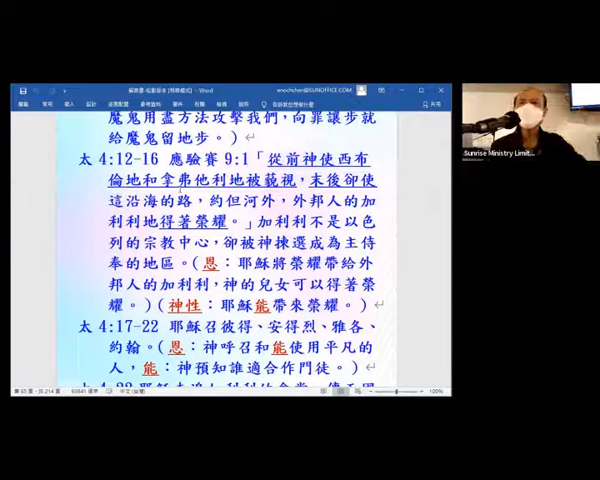 enochchen@SUNOFFICE.COM
魔鬼用盡方法攻擊我們，向罪讓步就
給魔鬼留地步。）
太 4:12-16 應驗賽 9:1「從前神使西布
倫地和拿弗他利地被藐視，末後卻使
這沿海的路，約但河外，外邦人的加
利利地得著榮耀。」加利利不是以色
列的宗教中心，卻被神揀選成為主侍
奉的地區。（恩：耶穌將榮耀帶給外
邦人的加利利，神的兒女可以得著榮
耀。）（神性：耶穌能帶來榮耀。）
太 4:17-22 耶穌召彼得、安得烈、雅各、
約翰。（恩：神呼召和能使用平凡的
人，能：神預知誰適合作門徒。）
100%
Sunrise Ministry Limit...